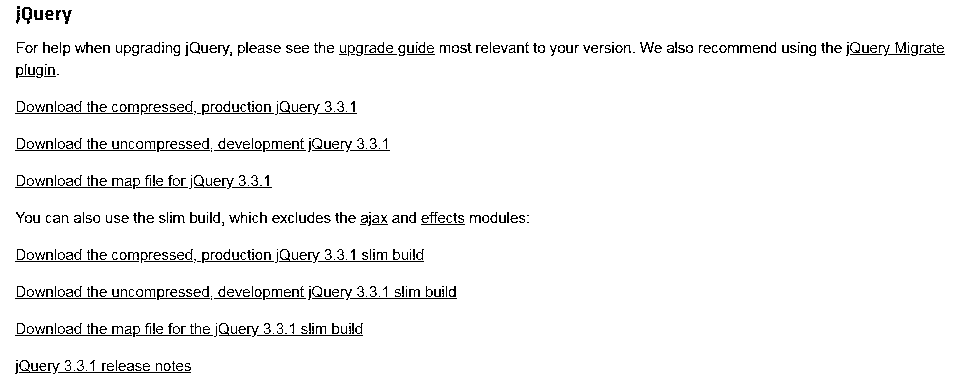 jQuery
For help when upgrading jQuery, please see the upgrade guide most relevant to your version. We also recommend using the jQuery Migrate
plugin.
Download the compressed, production jQuery 3.3.1
Download the uncompressed, development jQuery 3.3.1
Download the map file for jQuery 3.3.1
You can also use the slim build, which excludes the ajax and effects modules:
Download the compressed, production jQuery 3.3.1 slim build
Download the uncompressed, development jQuery 3.3.1 slim build
Download the map file for the jQuery 3.3.1 slim build
jQuery 3.3.1 release notes